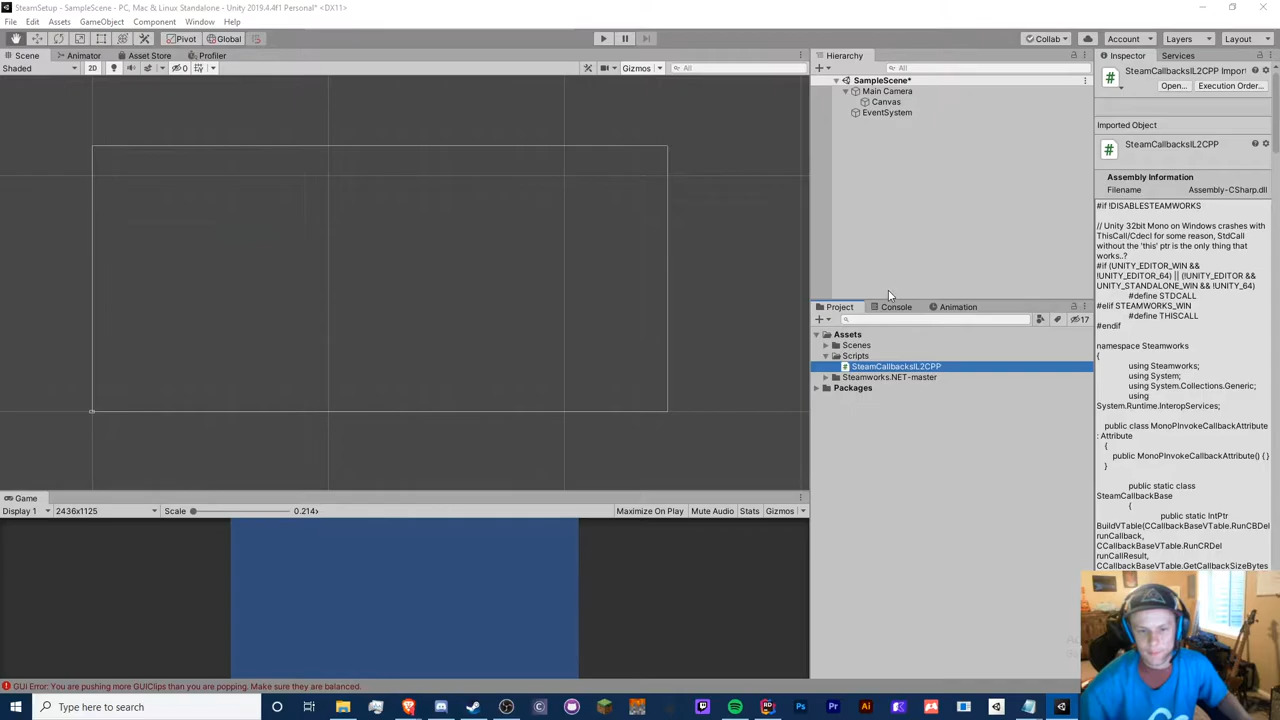 SteamSetup - SampleScene - PC, Mac & Linux Standalone - Unity 2019.4.4f1 Personal* <DX11>
File Edit Assets GameObject Component Window Help
Pivot Global Collab Account Layers Layout
Scene Animator Asset Store Profiler
Shaded 2D 0 Gizmos All
Hierarchy
All
SampleScene*
Main Camera
Canvas
EventSystem
Project Console Animation
17
Assets
Scenes
Scripts
SteamCallbacksIL2CPP
Steamworks.NET-master
Packages
Inspector Services
SteamCallbacksIL2CPP Import
Open... Execution Order...
Imported Object
SteamCallbacksIL2CPP
Assembly Information
Filename Assembly-CSharp.dll
#if !DISABLESTEAMWORKS
// Unity 32bit Mono on Windows crashes with
ThisCall/Cdecl for some reason, StdCall
without the 'this' ptr is the only thing that
works..?
#if (UNITY_EDITOR_WIN &&
!UNITY_EDITOR_64) || (!UNITY_EDITOR &&
UNITY_STANDALONE_WIN && !UNITY_64)
#define STDCALL
#elif STEAMWORKS_WIN
#define THISCALL
#endif
namespace Steamworks
{
using Steamworks;
using System;
using System.Collections.Generic;
using
System.Runtime.InteropServices;
public class MonoPInvokeCallbackAttribute
: Attribute
{
public MonoPInvokeCallbackAttribute() { }
}
public static class
SteamCallbackBase
{
public static IntPtr
BuildVTable(CCallbackBaseVTable.RunCBDel
runCallback,
CCallbackBaseVTable.RunCRDel
runCallResult,
CCallbackBaseVTable.GetCallbackSizeBytes
Game
Display 1 2436x1125 Scale 0.214x Maximize On Play Mute Audio Stats Gizmos
GUI Error: You are pushing more GUIClips than you are popping. Make sure they are balanced.
Type here to search